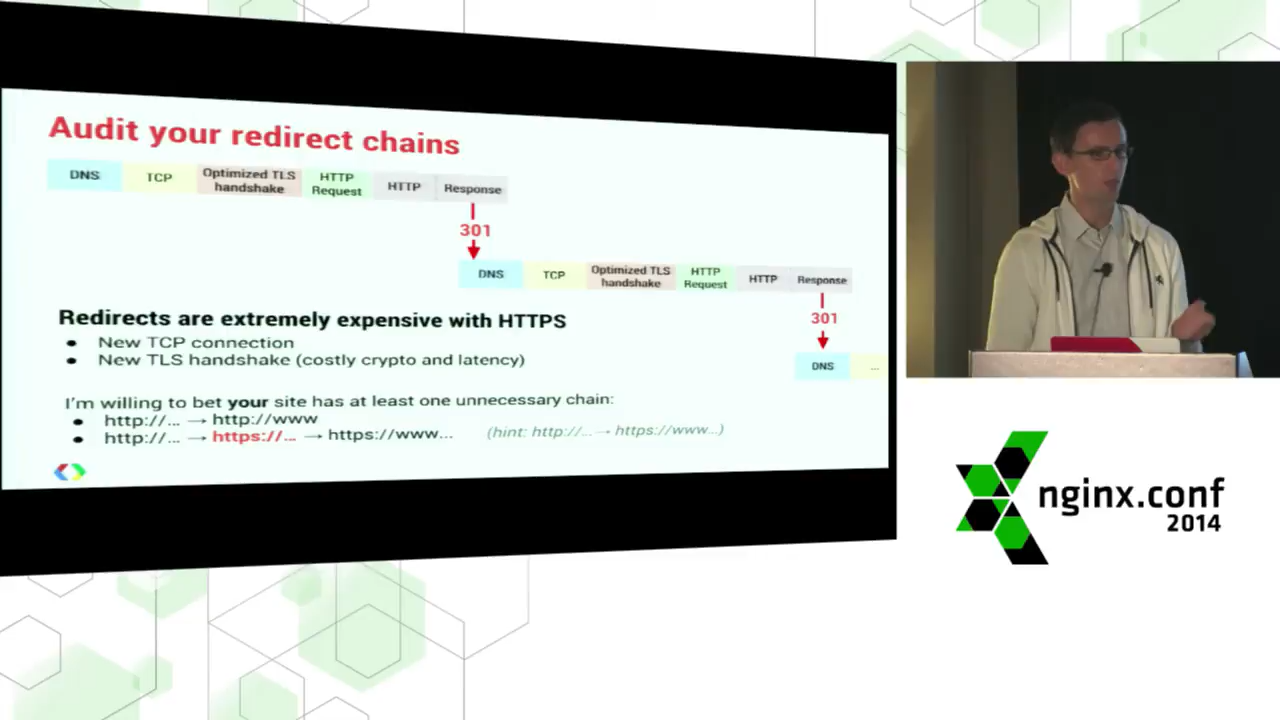 Audit your redirect chains
DNS TCP Optimized TLS handshake HTTP Request HTTP Response
301
DNS TCP Optimized TLS handshake HTTP Request HTTP Response
301
DNS ...
Redirects are extremely expensive with HTTPS
● New TCP connection
● New TLS handshake (costly crypto and latency)
I'm willing to bet your site has at least one unnecessary chain:
● http://... → http://www
● http://... → https://... → https://www... (hint: http://... → https://www...)
nginx.conf
2014